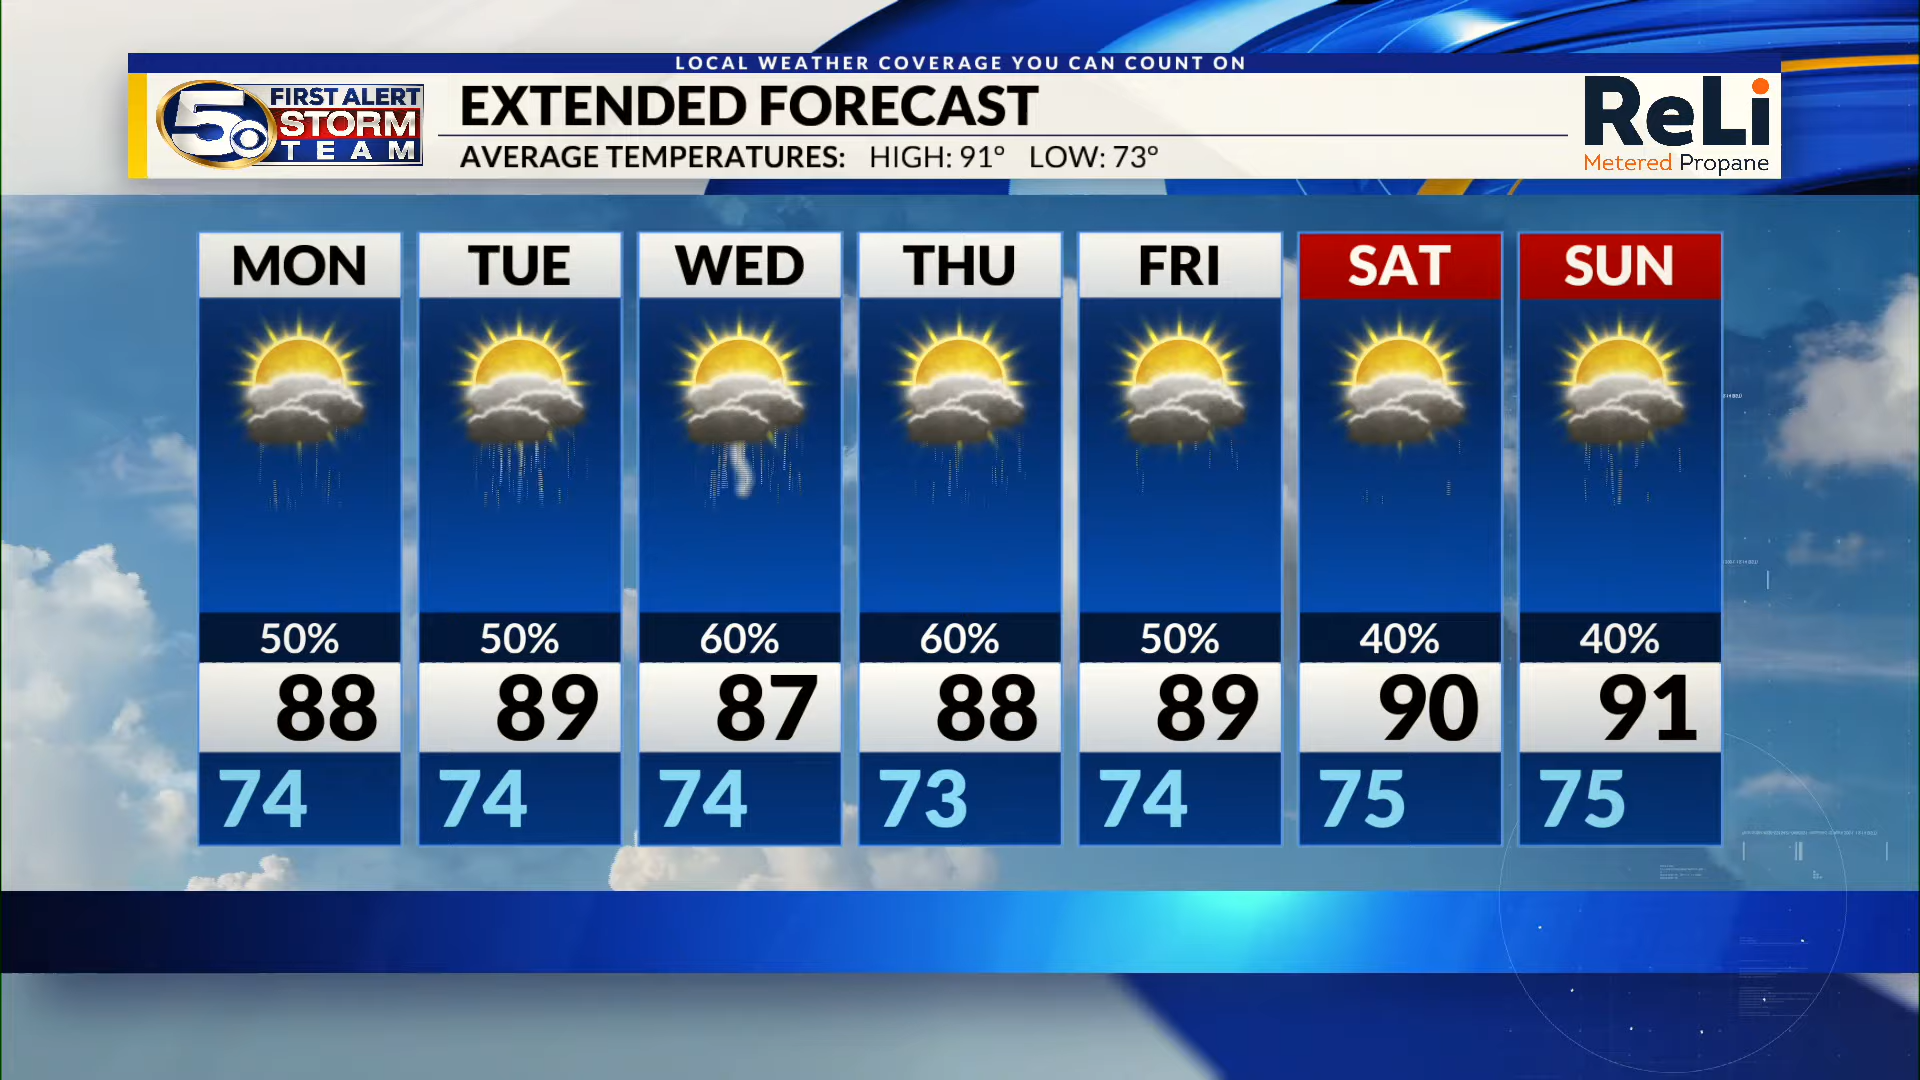 LOCAL WEATHER COVERAGE YOU CAN COUNT ON
5 FIRST ALERT
STORM
TEAM
EXTENDED FORECAST
AVERAGE TEMPERATURES: HIGH: 91° LOW: 73°
ReLi
Metered Propane
MON TUE WED THU FRI SAT SUN
50% 50% 60% 60% 50% 40% 40%
88 89 87 88 89 90 91
74 74 74 73 74 75 75